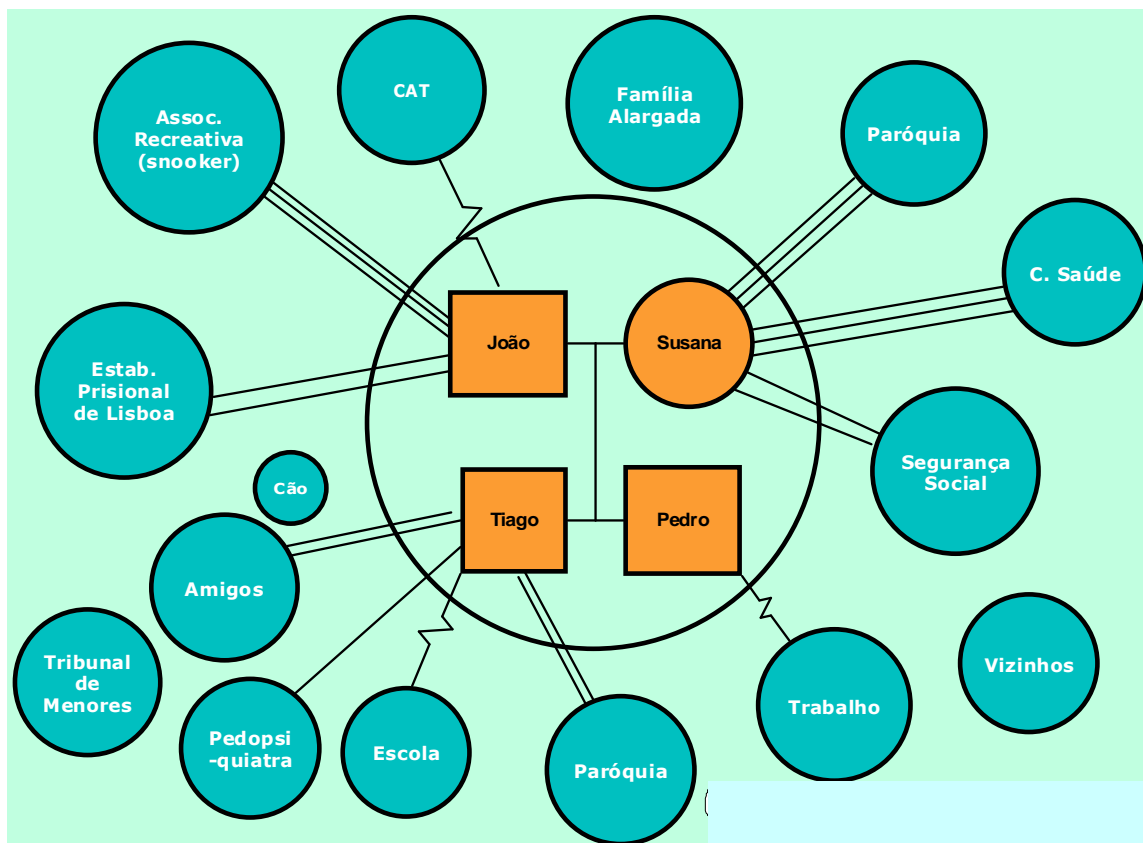 CAT
Família
Alargada
Assoc.
Recreativa
(snooker)
Paróquia
C. Saúde
João
Susana
Estab.
Prisional
de Lisboa
Segurança
Social
Cão
Tiago
Pedro
Amigos
Tribunal
de
Menores
Vizinhos
Trabalho
Pedopsi
-quiatra
Escola
Paróquia